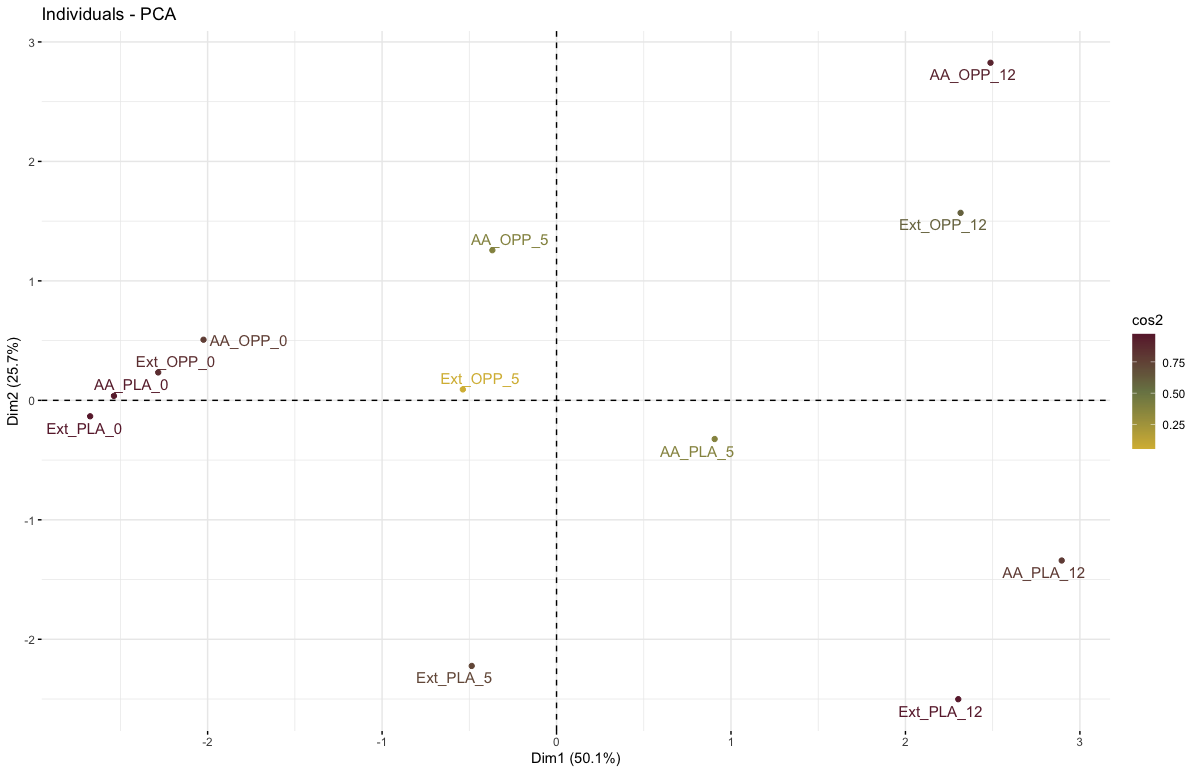 Individuals - PCA
3
2
1
0
-1
-2
Dim2 (25.7%)
AA_OPP_12
Ext_OPP_12
AA_OPP_5
AA_OPP_0
Ext_OPP_0
AA_PLA_0
Ext_PLA_0
Ext_OPP_5
AA_PLA_5
AA_PLA_12
Ext_PLA_5
Ext_PLA_12
-2
-1
0
1
2
3
Dim1 (50.1%)
cos2
0.75
0.50
0.25